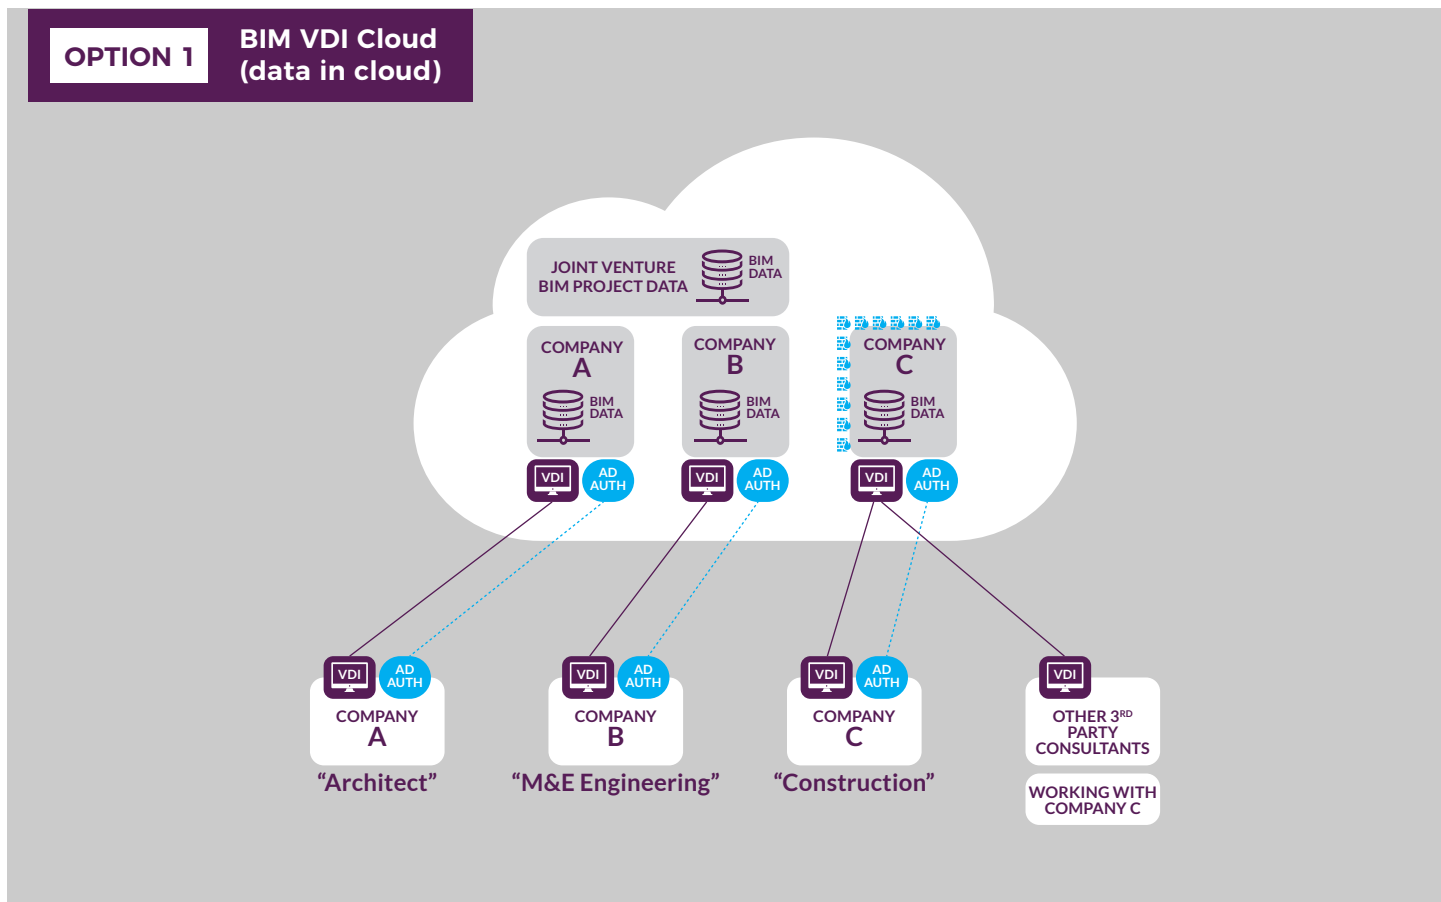 OPTION 1
BIM VDI Cloud
(data in cloud)
JOINT VENTURE
BIM PROJECT DATA
BIM
DATA
COMPANY
A
BIM
DATA
COMPANY
B
BIM
DATA
COMPANY
C
BIM
DATA
VDI
AD
AUTH
VDI
AD
AUTH
VDI
AD
AUTH
VDI
AD
AUTH
COMPANY
A
“Architect”
VDI
AD
AUTH
COMPANY
B
“M&E Engineering”
VDI
AD
AUTH
COMPANY
C
“Construction”
VDI
OTHER 3RD
PARTY
CONSULTANTS
WORKING WITH
COMPANY C